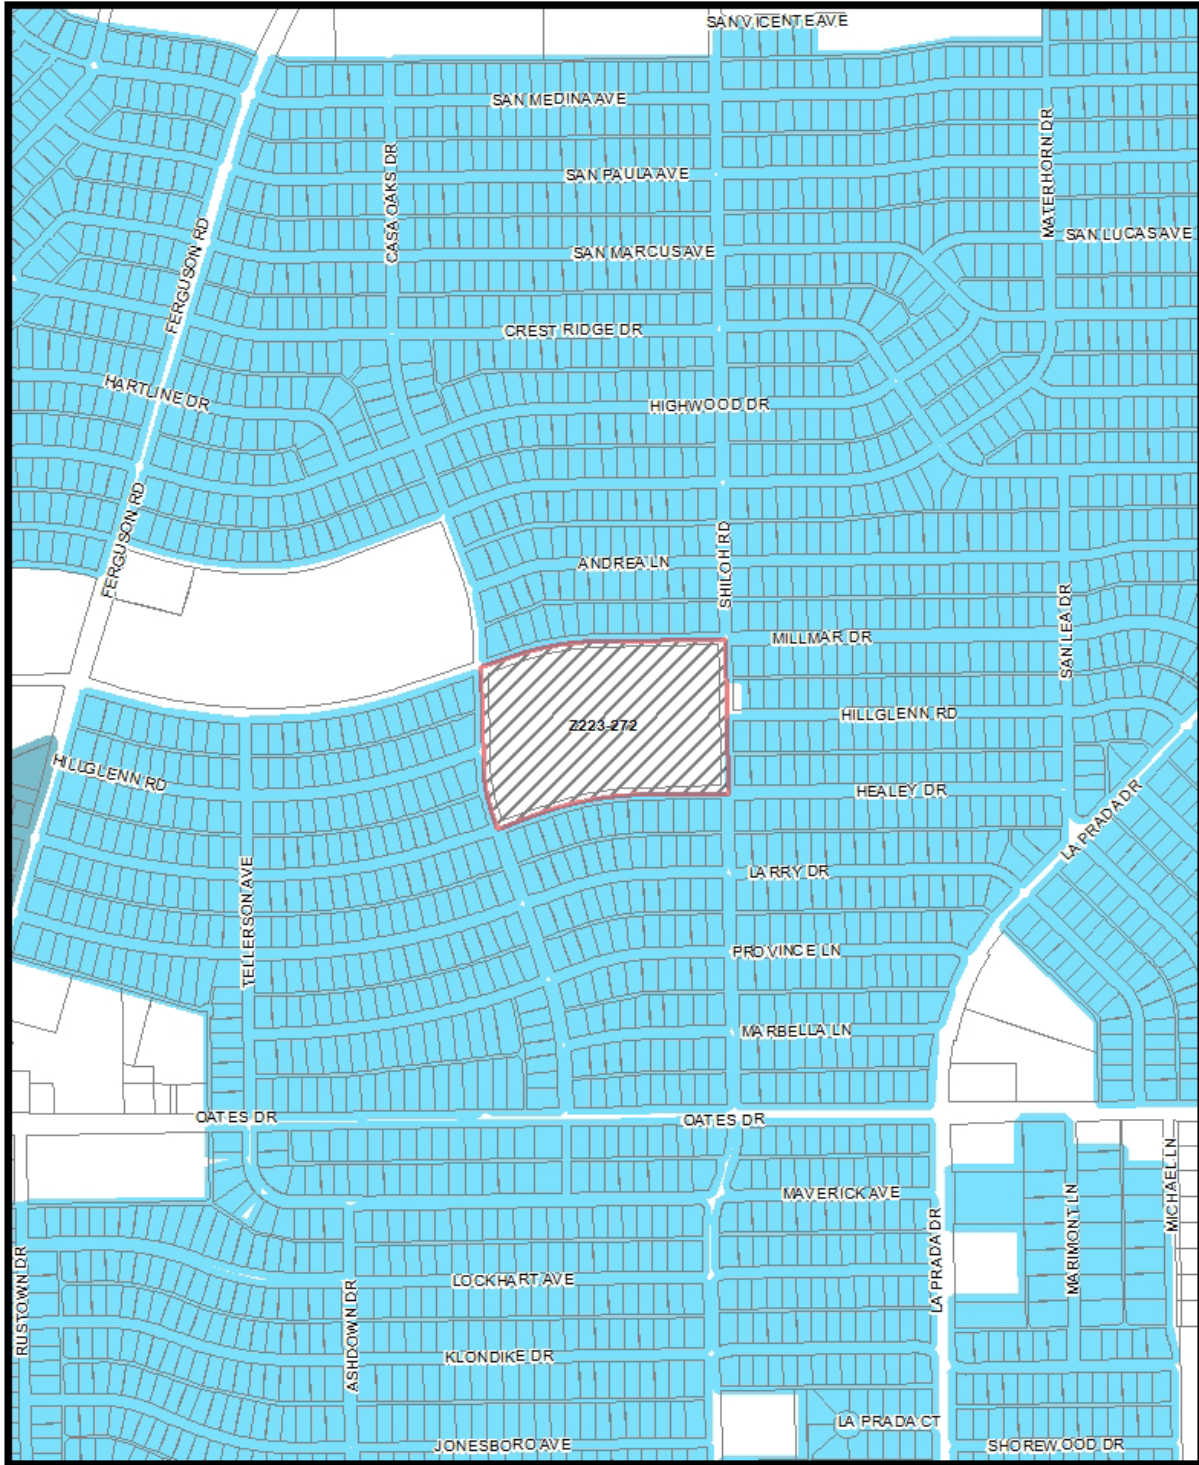 SAN VICENTE AVE
SAN MEDINA AVE
MATERHORN DR
CASA OAKS DR
SAN PAULA AVE
FERGUSON RD
SAN LUCAS AVE
SAN MARCUS AVE
CREST RIDGE DR
HARTLINE DR
HIGHWOOD DR
FERGUSON RD
SHILOH RD
ANDREA LN
SAN LEA DR
MILLMAR DR
HILLGLENN RD
Z223-272
HILLGLENN RD
HEALEY DR
LA PRADA DR
TELLERSON AVE
LARRY DR
PROVINCE LN
MARBELLA LN
OATES DR
OATES DR
MICHAEL LN
MAVERICK AVE
MARIMONT LN
LA PRADA DR
RUSTOWN DR
ASHDOWN DR
LOCKHART AVE
KLONDIKE DR
LA PRADA CT
JONESBORO AVE
SHOREWOOD DR